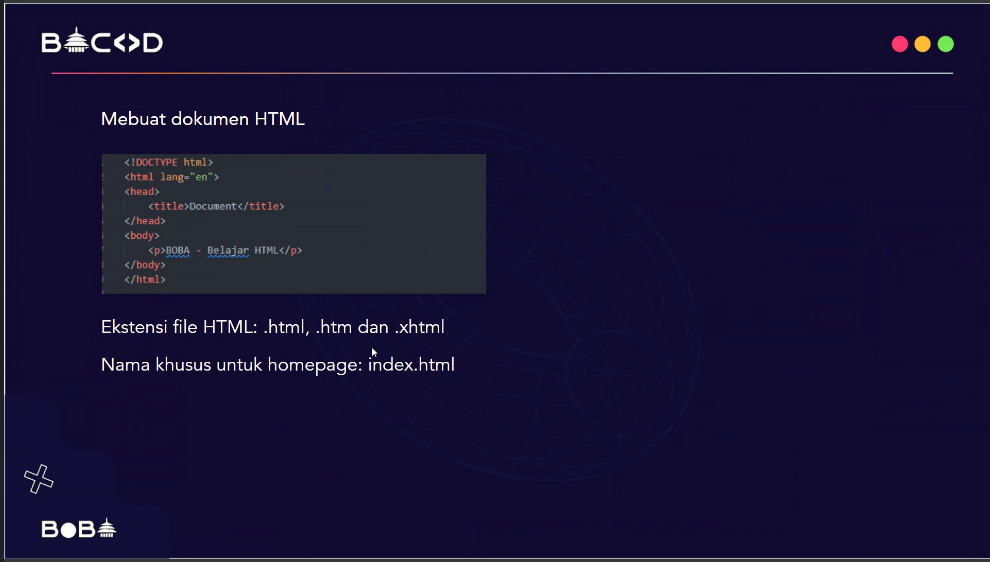 BACOD
Mebuat dokumen HTML
<!DOCTYPE html>
<html lang="en">
<head>
<title>Document</title>
</head>
<body>
<p>BOBA - Belajar HTML</p>
</body>
</html>
Ekstensi file HTML: .html, .htm dan .xhtml
Nama khusus untuk homepage: index.html
BOBA